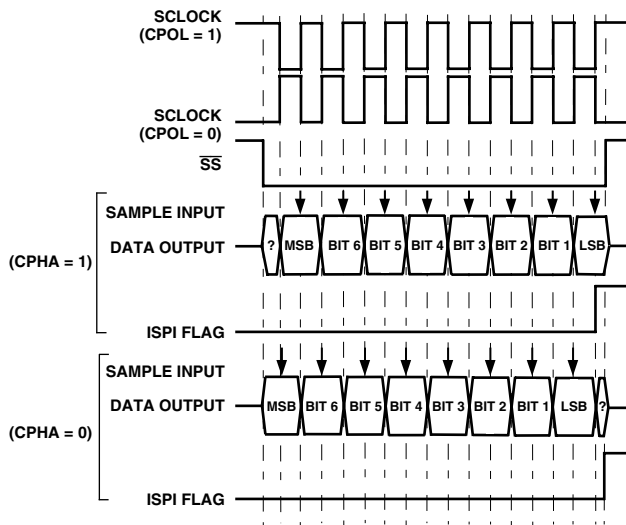 SCLOCK
(CPOL = 1)
SCLOCK
(CPOL = 0)
SS
(CPHA = 1)
SAMPLE INPUT
DATA OUTPUT
? MSB BIT 6 BIT 5 BIT 4 BIT 3 BIT 2 BIT 1 LSB
ISPI FLAG
(CPHA = 0)
SAMPLE INPUT
DATA OUTPUT
MSB BIT 6 BIT 5 BIT 4 BIT 3 BIT 2 BIT 1 LSB ?
ISPI FLAG